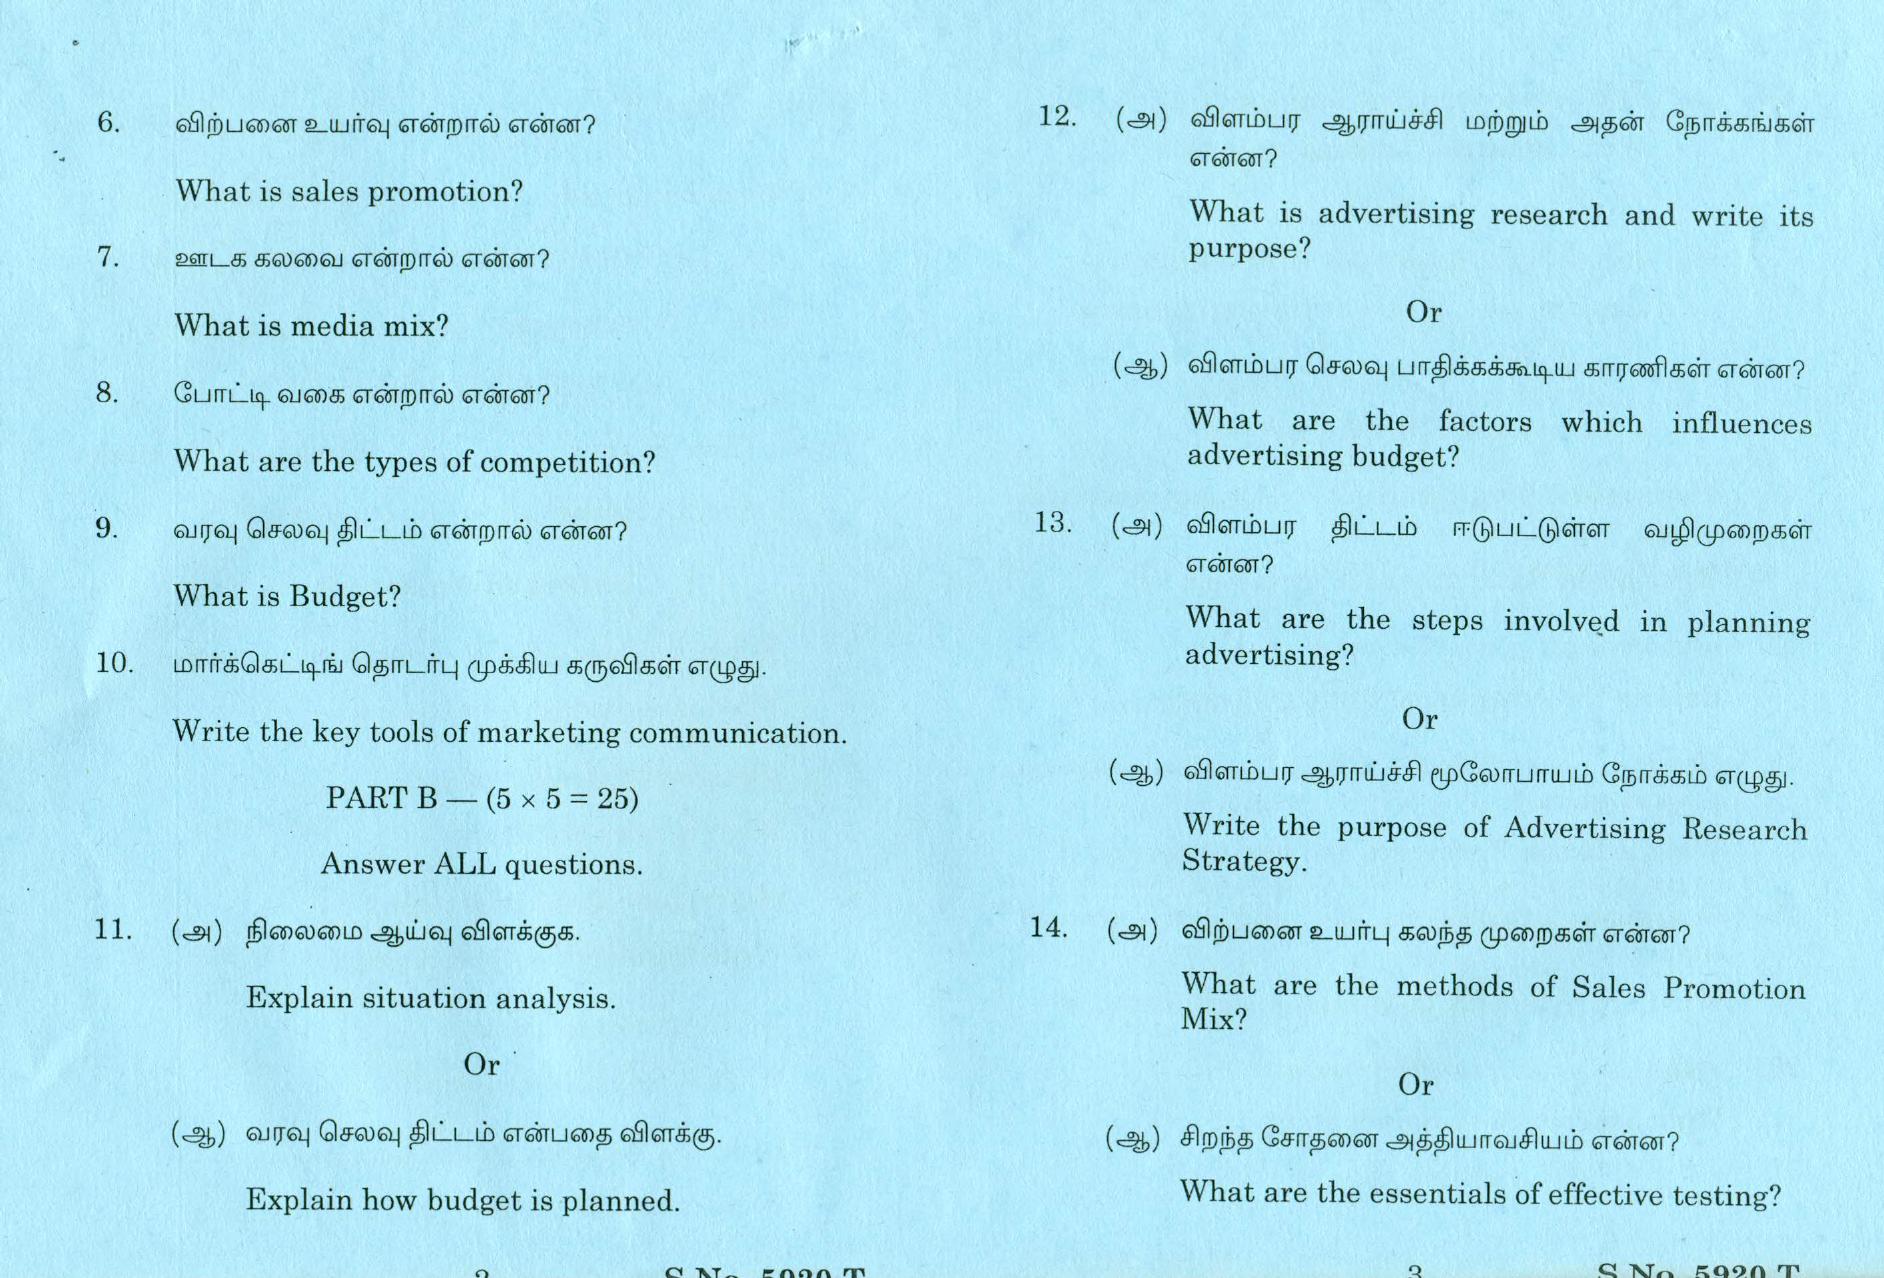 6. விற்பனை உயர்வு என்றால் என்ன?
What is sales promotion?
7. ஊடக கலவை என்றால் என்ன?
What is media mix?
8. போட்டி வகை என்றால் என்ன?
What are the types of competition?
9. வரவு செலவு திட்டம் என்றால் என்ன?
What is Budget?
10. மார்க்கெட்டிங் தொடர்பு முக்கிய கருவிகள் எழுது.
Write the key tools of marketing communication.
PART B — (5 × 5 = 25)
Answer ALL questions.
11. (அ) நிலைமை ஆய்வு விளக்குக.
Explain situation analysis.
Or
(ஆ) வரவு செலவு திட்டம் என்பதை விளக்கு.
Explain how budget is planned.
2 S.No. 5920 T
12. (அ) விளம்பர ஆராய்ச்சி மற்றும் அதன் நோக்கங்கள்
என்ன?
What is advertising research and write its
purpose?
Or
(ஆ) விளம்பர செலவு பாதிக்கக்கூடிய காரணிகள் என்ன?
What are the factors which influences
advertising budget?
13. (அ) விளம்பர திட்டம் ஈடுபட்டுள்ள வழிமுறைகள்
என்ன?
What are the steps involved in planning
advertising?
Or
(ஆ) விளம்பர ஆராய்ச்சி மூலோபாயம் நோக்கம் எழுது.
Write the purpose of Advertising Research
Strategy.
14. (அ) விற்பனை உயர்பு கலந்த முறைகள் என்ன?
What are the methods of Sales Promotion
Mix?
Or
(ஆ) சிறந்த சோதனை அத்தியாவசியம் என்ன?
What are the essentials of effective testing?
3 S.No. 5920 T